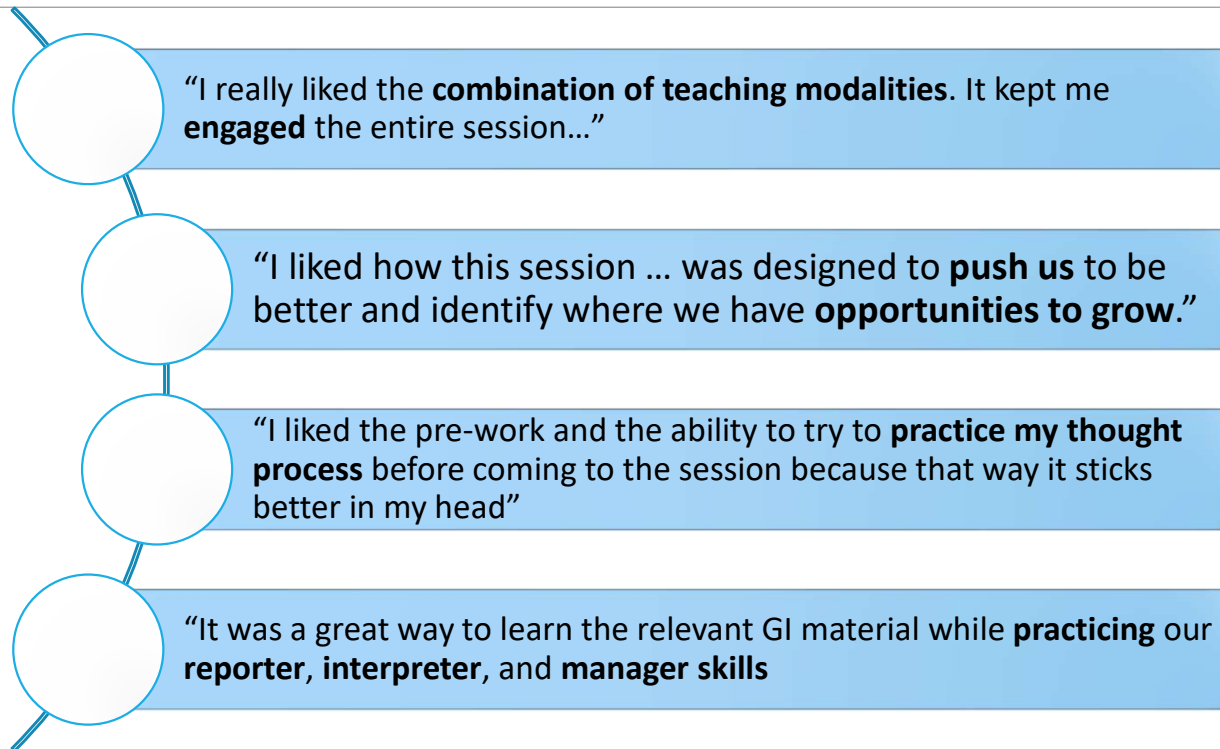 “I really liked the combination of teaching modalities. It kept me
engaged the entire session…”
“I liked how this session … was designed to push us to be
better and identify where we have opportunities to grow.”
“I liked the pre-work and the ability to try to practice my thought
process before coming to the session because that way it sticks
better in my head”
“It was a great way to learn the relevant GI material while practicing our
reporter, interpreter, and manager skills